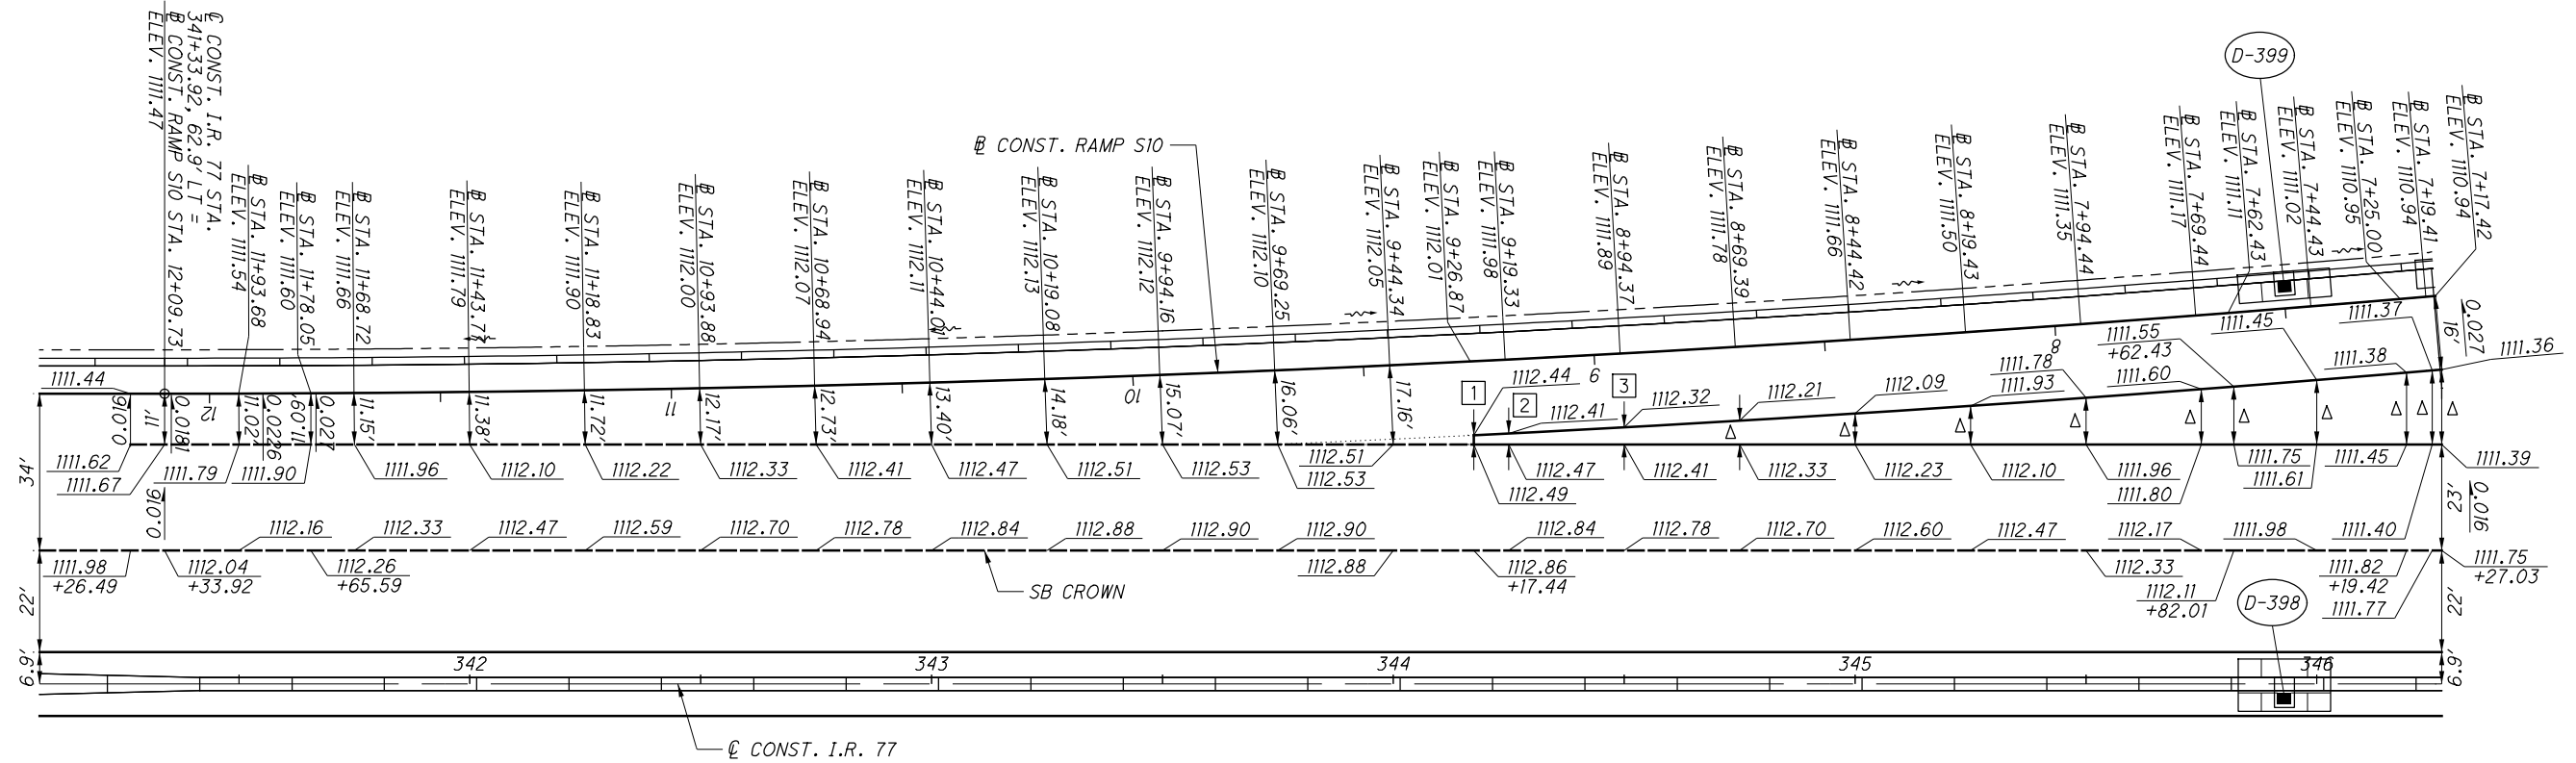 ℄ CONST. I.R. 77 STA.
341+33.92, 62.9' LT =
B CONST. RAMP S10 STA. 12+09.73
ELEV. 1111.47
B STA. 11+93.68
ELEV. 1111.54
B STA. 11+78.05
ELEV. 1111.60
B STA. 11+68.72
ELEV. 1111.66
B STA. 11+43.77
ELEV. 1111.79
B STA. 11+18.83
ELEV. 1111.90
B STA. 10+93.88
ELEV. 1112.00
B STA. 10+68.94
ELEV. 1112.07
B STA. 10+44.01
ELEV. 1112.11
B STA. 10+19.08
ELEV. 1112.13
B STA. 9+94.16
ELEV. 1112.12
B STA. 9+69.25
ELEV. 1112.10
B STA. 9+44.34
ELEV. 1112.05
B STA. 9+26.87
ELEV. 1112.01
B STA. 9+19.33
ELEV. 1111.98
B STA. 8+94.37
ELEV. 1111.89
B STA. 8+69.39
ELEV. 1111.78
B STA. 8+44.42
ELEV. 1111.66
B STA. 8+19.43
ELEV. 1111.50
B STA. 7+94.44
ELEV. 1111.35
B STA. 7+69.44
ELEV. 1111.17
B STA. 7+62.43
ELEV. 1111.11
B STA. 7+44.43
ELEV. 1111.02
B STA. 7+25.00
ELEV. 1110.95
B STA. 7+19.41
ELEV. 1110.94
B STA. 7+17.42
ELEV. 1110.94
D-399
B CONST. RAMP S10
1111.44
0.016
11'
0.0181
12
11.02'
0.0226
11.09'
0.027
11.15'
11.38'
11.72'
11
12.17'
12.73'
13.40'
14.18'
10
15.07'
16.06'
17.16'
1
1112.44
2
1112.41
9
3
1112.32
1112.21
1112.09
1111.93
1111.78
8
1111.55
+62.43
1111.60
1111.45
1111.38
1111.37
16'
0.027
1111.36
34'
1111.62
1111.67
1111.79
1111.90
1111.96
1112.10
1112.22
1112.33
1112.41
1112.47
1112.51
1112.53
1112.51
1112.53
1112.49
1112.47
1112.41
1112.33
1112.23
1112.10
1111.96
1111.80
1111.75
1111.61
1111.45
1111.39
0.016
23'
0.016
1112.16
1112.33
1112.47
1112.59
1112.70
1112.78
1112.84
1112.88
1112.90
1112.90
1112.84
1112.78
1112.70
1112.60
1112.47
1112.17
1111.98
1111.40
1111.98
+26.49
1112.04
+33.92
1112.26
+65.59
SB CROWN
1112.88
1112.86
+17.44
1112.33
1112.11
+82.01
1111.82
+19.42
1111.77
1111.75
+27.03
D-398
22'
22'
6.9'
342
343
344
345
346
6.9'
℄ CONST. I.R. 77